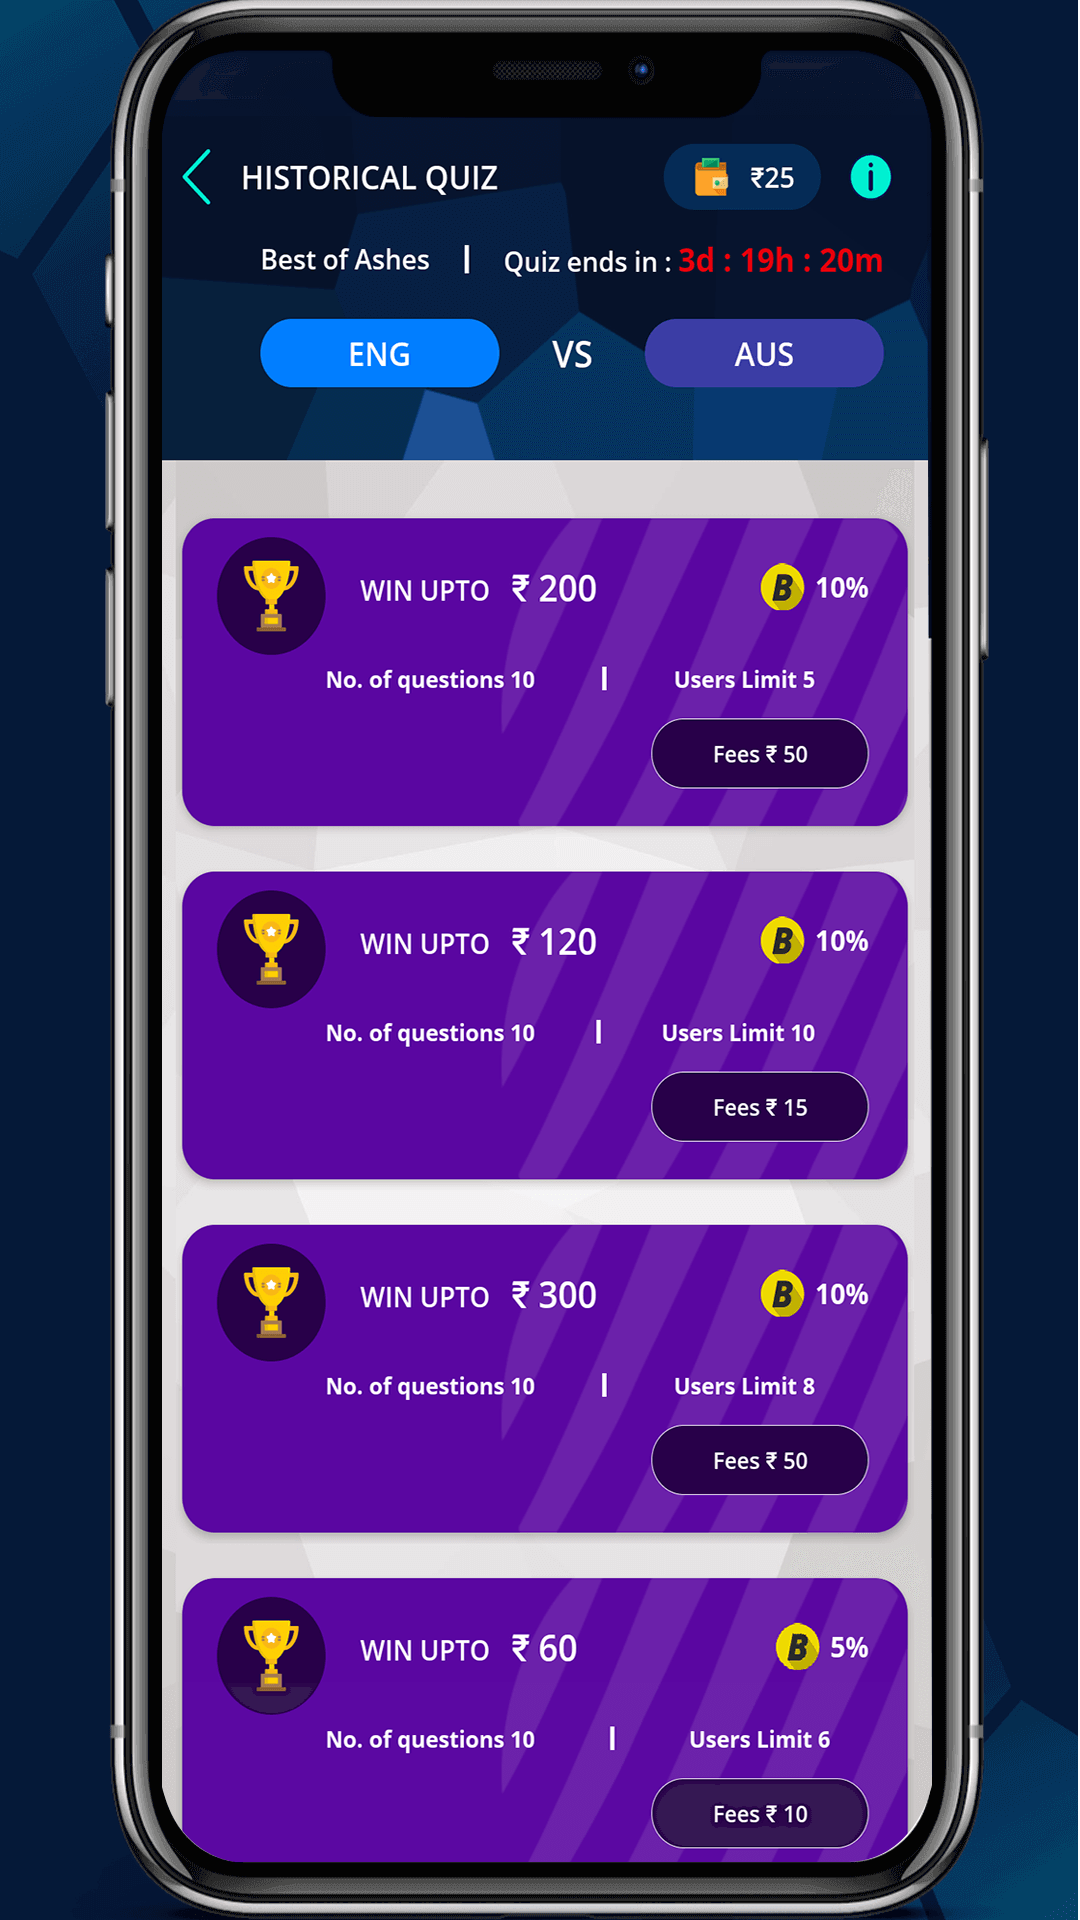 HISTORICAL QUIZ ₹25 i
Best of Ashes | Quiz ends in : 3d : 19h : 20m
ENG VS AUS
WIN UPTO ₹ 200 B 10%
No. of questions 10 | Users Limit 5
Fees ₹ 50
WIN UPTO ₹ 120 B 10%
No. of questions 10 | Users Limit 10
Fees ₹ 15
WIN UPTO ₹ 300 B 10%
No. of questions 10 | Users Limit 8
Fees ₹ 50
WIN UPTO ₹ 60 B 5%
No. of questions 10 | Users Limit 6
Fees ₹ 10